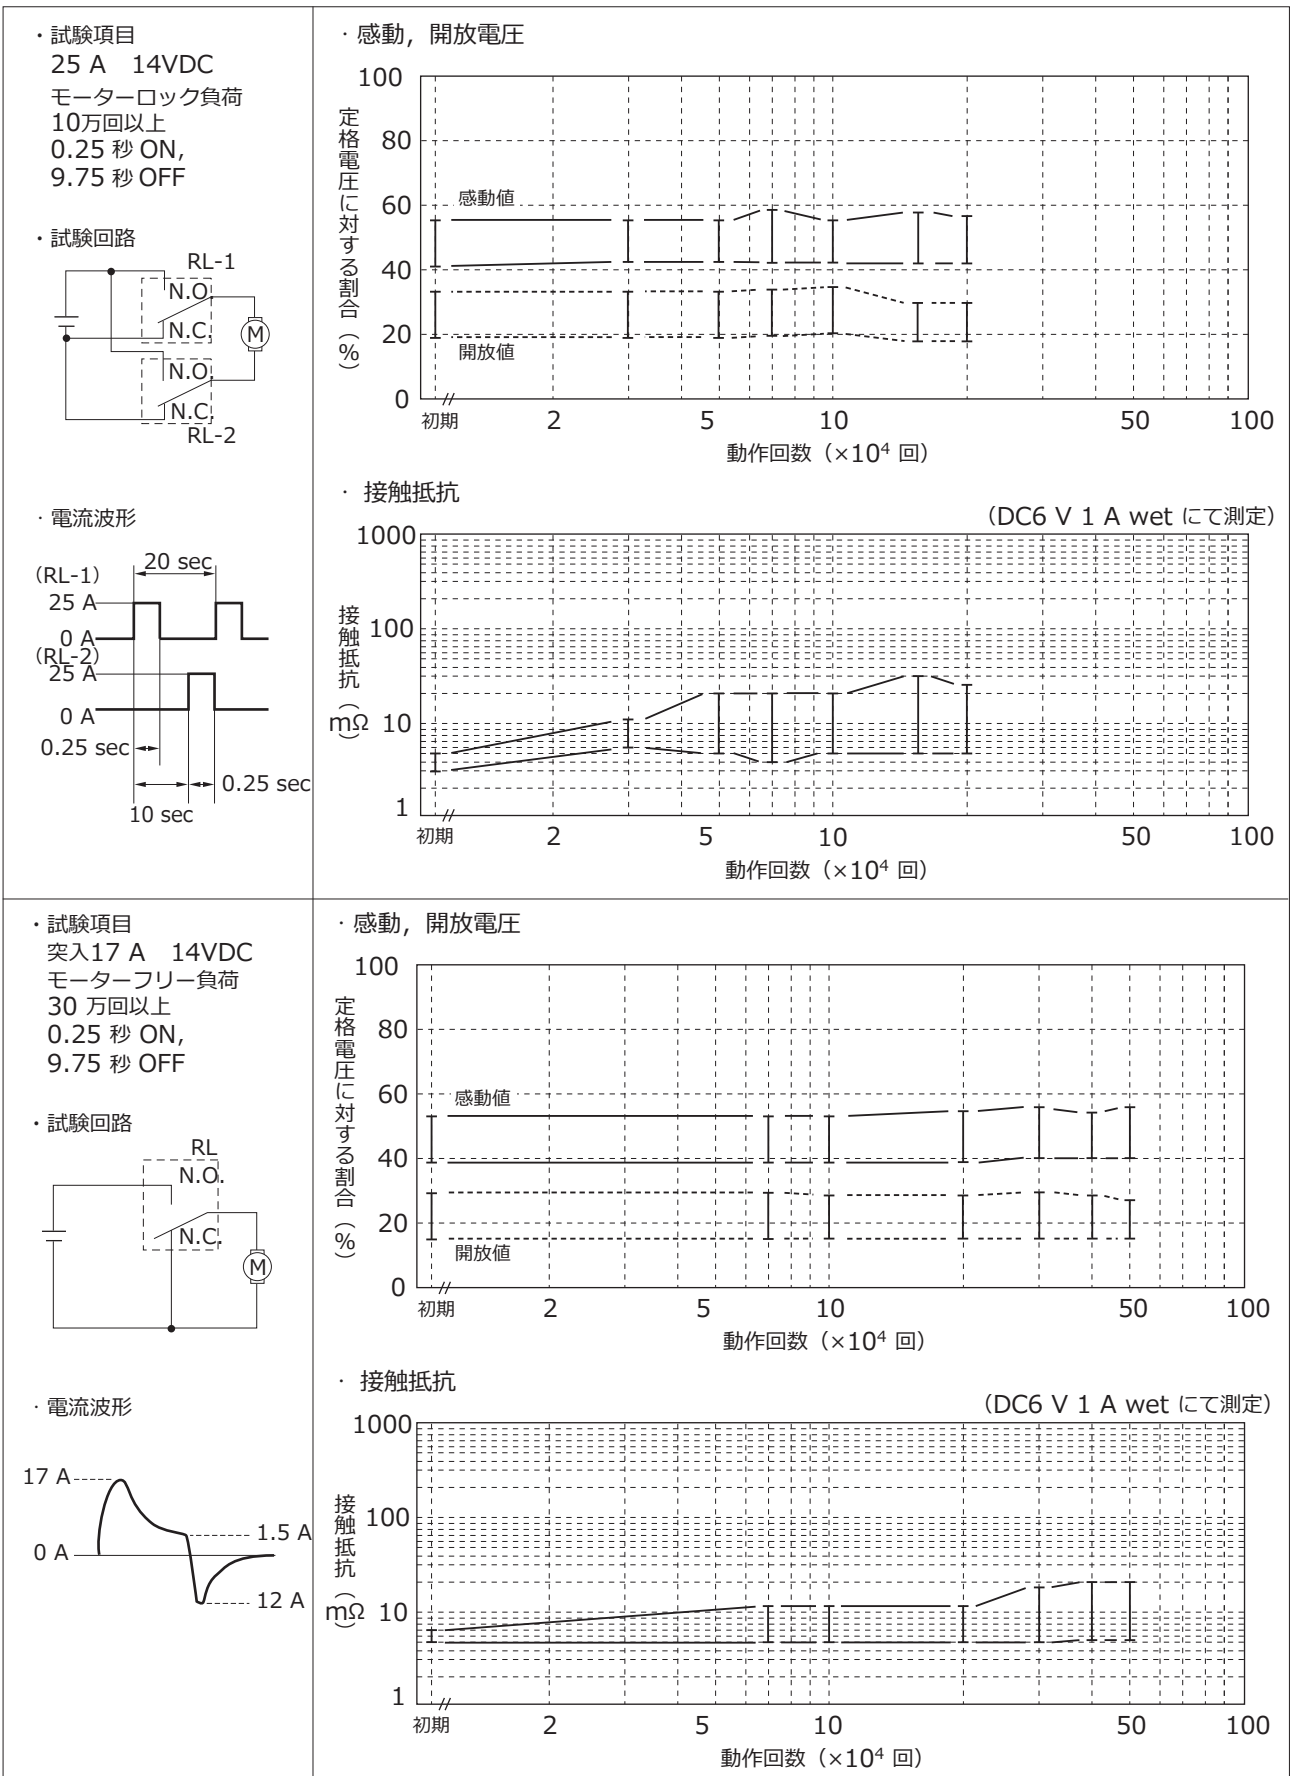 ・試験項目
25 A 14VDC
モーターロック負荷
10万回以上
0.25 秒 ON,
9.75 秒 OFF
・試験回路
RL-1
N.O.
N.C.
M
N.O.
N.C.
RL-2
・電流波形
20 sec
(RL-1)
25 A
0 A
(RL-2)
25 A
0 A
0.25 sec
0.25 sec
10 sec
・感動，開放電圧
定格電圧に対する割合（％）
100
80
60
40
20
0
感動値
開放値
初期 2 5 10 50 100
動作回数（×10⁴ 回）
・接触抵抗
（DC6 V 1 A wet にて測定）
接触抵抗（mΩ）
1000
100
10
1
初期 2 5 10 50 100
動作回数（×10⁴ 回）
・試験項目
突入17 A 14VDC
モーターフリー負荷
30 万回以上
0.25 秒 ON,
9.75 秒 OFF
・試験回路
RL
N.O.
N.C.
M
・電流波形
17 A
1.5 A
0 A
12 A
・感動，開放電圧
定格電圧に対する割合（％）
100
80
60
40
20
0
感動値
開放値
初期 2 5 10 50 100
動作回数（×10⁴ 回）
・接触抵抗
（DC6 V 1 A wet にて測定）
接触抵抗（mΩ）
1000
100
10
1
初期 2 5 10 50 100
動作回数（×10⁴ 回）